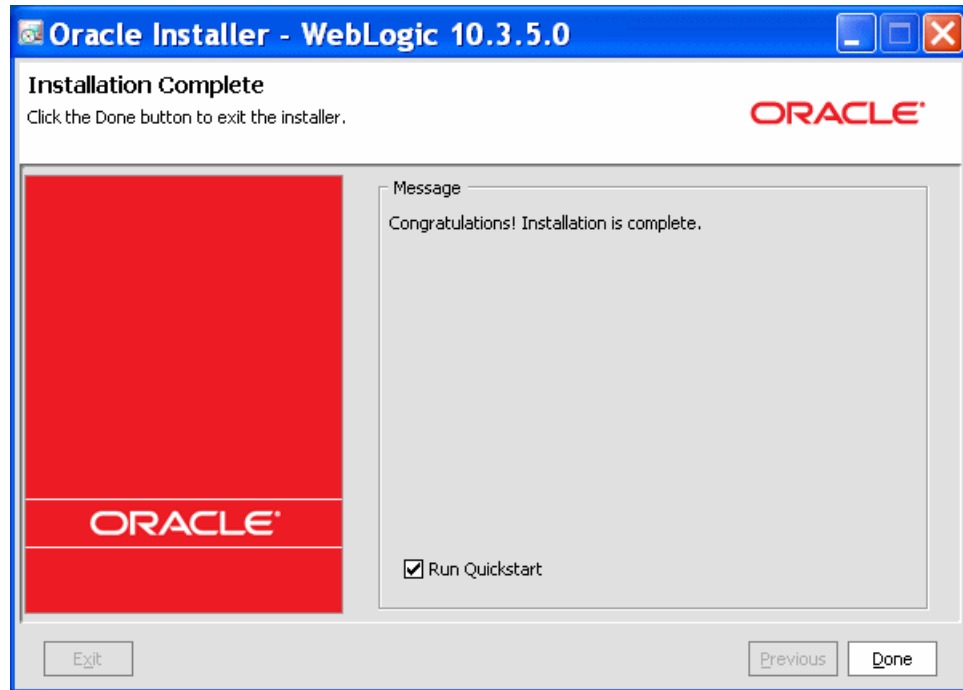 Oracle Installer - WebLogic 10.3.5.0
Installation Complete
Click the Done button to exit the installer.
ORACLE
Message
Congratulations! Installation is complete.
ORACLE
Run Quickstart
Exit
Previous
Done